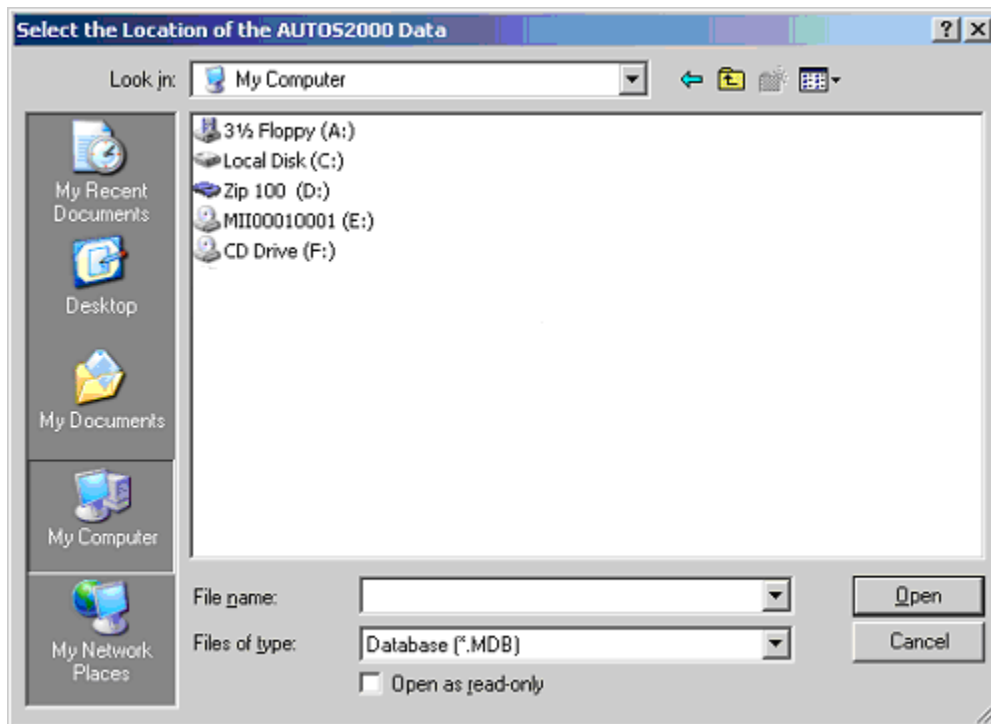 Select the Location of the AUTOS2000 Data
Look in: My Computer
My Recent
Documents
Desktop
My Documents
My Computer
My Network
Places
3½ Floppy (A:)
Local Disk (C:)
Zip 100 (D:)
MII00010001 (E:)
CD Drive (F:)
File name:
Open
Files of type: Database (*.MDB)
Cancel
Open as read-only